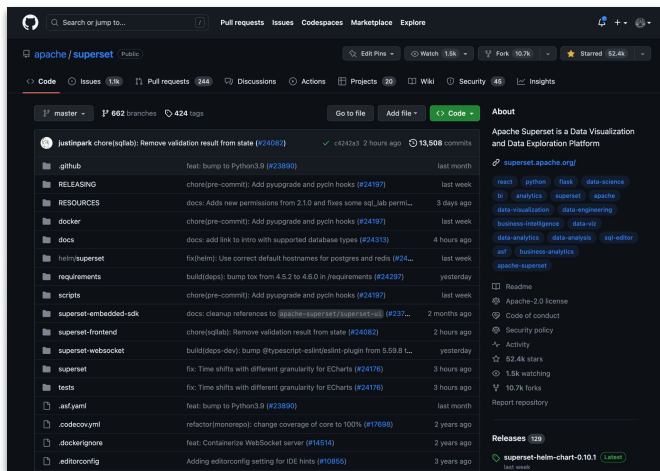 Search or jump to... / Pull requests Issues Codespaces Marketplace Explore
apache / superset Public Edit Pins Watch 1.5k Fork 10.7k Starred 52.4k
Code Issues 1.1k Pull requests 244 Discussions Actions Projects 20 Wiki Security 45 Insights
master 662 branches 424 tags Go to file Add file Code
justinpark chore(sqllab): Remove validation result from state (#24082) c4242a3 2 hours ago 13,508 commits
.github feat: bump to Python3.9 (#23890) last month
RELEASING chore(pre-commit): Add pyupgrade and pycln hooks (#24197) last week
RESOURCES docs: Adds new permissions from 2.1.0 and fixes some sql_lab permi... 3 days ago
docker chore(pre-commit): Add pyupgrade and pycln hooks (#24197) last week
docs docs: add link to intro with supported database types (#24313) 4 hours ago
helm/superset fix(helm): Use correct default hostnames for postgres and redis (#24... last week
requirements build(deps): bump tox from 4.5.2 to 4.6.0 in /requirements (#24297) yesterday
scripts chore(pre-commit): Add pyupgrade and pycln hooks (#24197) last week
superset-embedded-sdk docs: cleanup references to apache-superset/superset-ui (#237... 2 months ago
superset-frontend chore(sqllab): Remove validation result from state (#24082) 2 hours ago
superset-websocket build(deps-dev): bump @typescript-eslint/eslint-plugin from 5.59.8 t... yesterday
superset fix: Time shifts with different granularity for ECharts (#24176) 3 hours ago
tests fix: Time shifts with different granularity for ECharts (#24176) 3 hours ago
.asf.yaml feat: bump to Python3.9 (#23890) last month
.codecov.yml refactor(monorepo): change coverage of core to 100% (#17698) 2 years ago
.dockerignore feat: Containerize WebSocket server (#14514) 2 years ago
.editorconfig Adding editorconfig setting for IDE hints (#10855) 3 years ago
About
Apache Superset is a Data Visualization
and Data Exploration Platform
superset.apache.org/
react python flask data-science
bi analytics superset apache
data-visualization data-engineering
business-intelligence data-viz
data-analytics data-analysis sql-editor
asf business-analytics
apache-superset
Readme
Apache-2.0 license
Code of conduct
Security policy
Activity
52.4k stars
1.5k watching
10.7k forks
Report repository
Releases 129
superset-helm-chart-0.10.1 Latest
last week